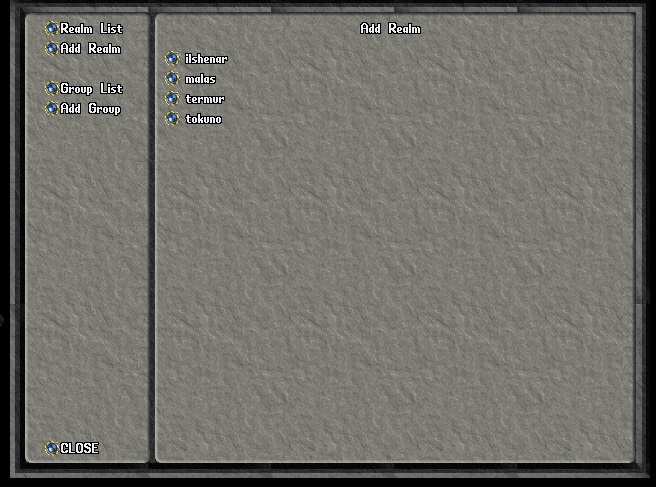 Realm List
Add Realm
Group List
Add Group
CLOSE
Add Realm
ilshenar
malas
termur
tokuno